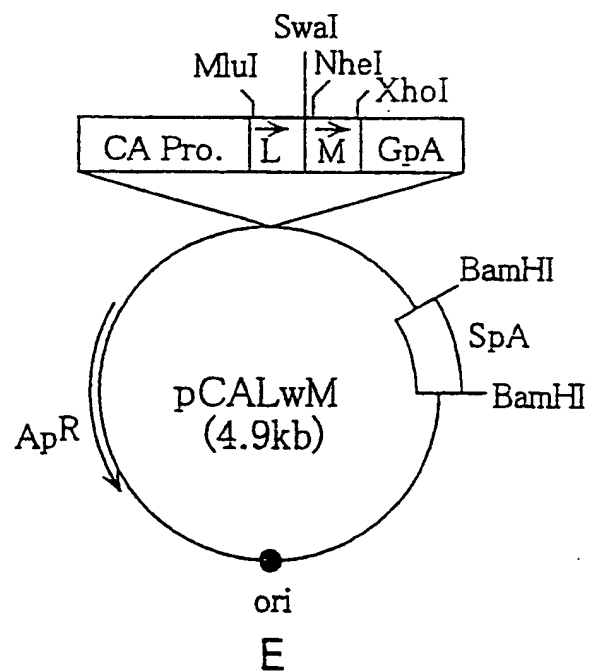 SwaI
MluI
NheI
XhoI
CA Pro.
L
M
GpA
BamHI
SpA
BamHI
pCALwM
(4.9kb)
ApR
ori
E